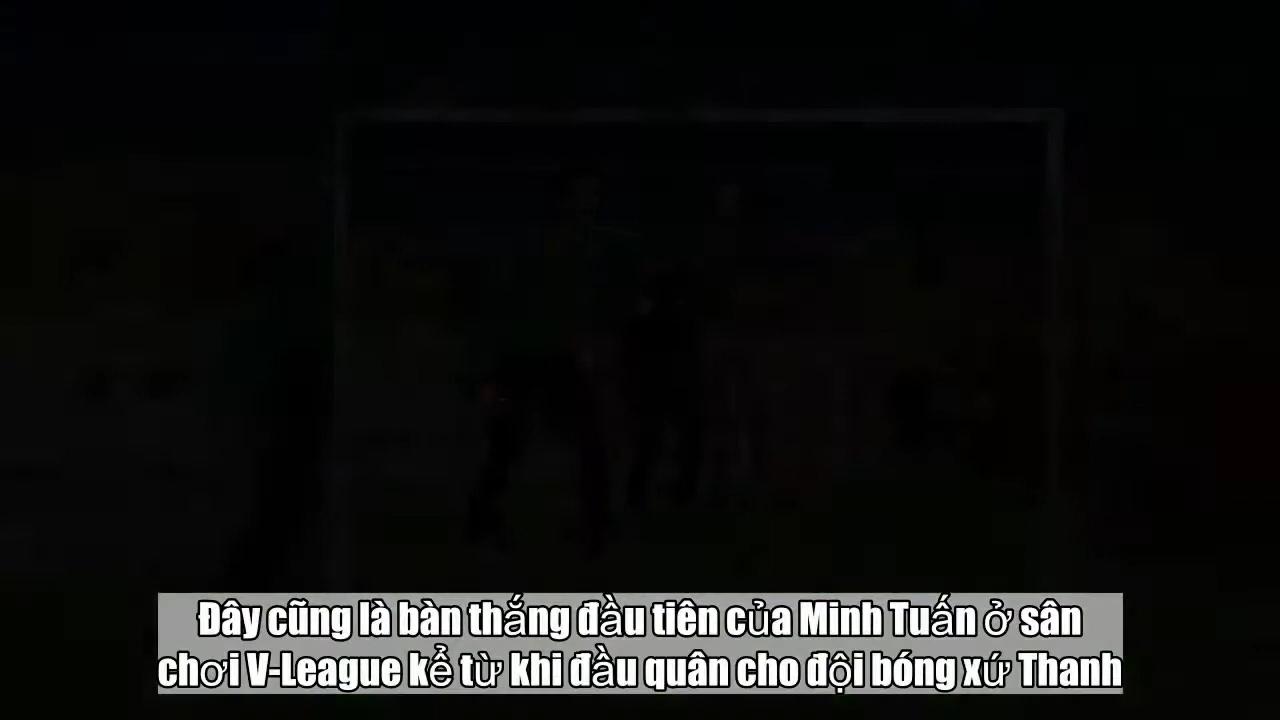 Đây cũng là bàn thắng đầu tiên của Minh Tuấn ở sân
chơi V-League kể từ khi đầu quân cho đội bóng xứ Thanh